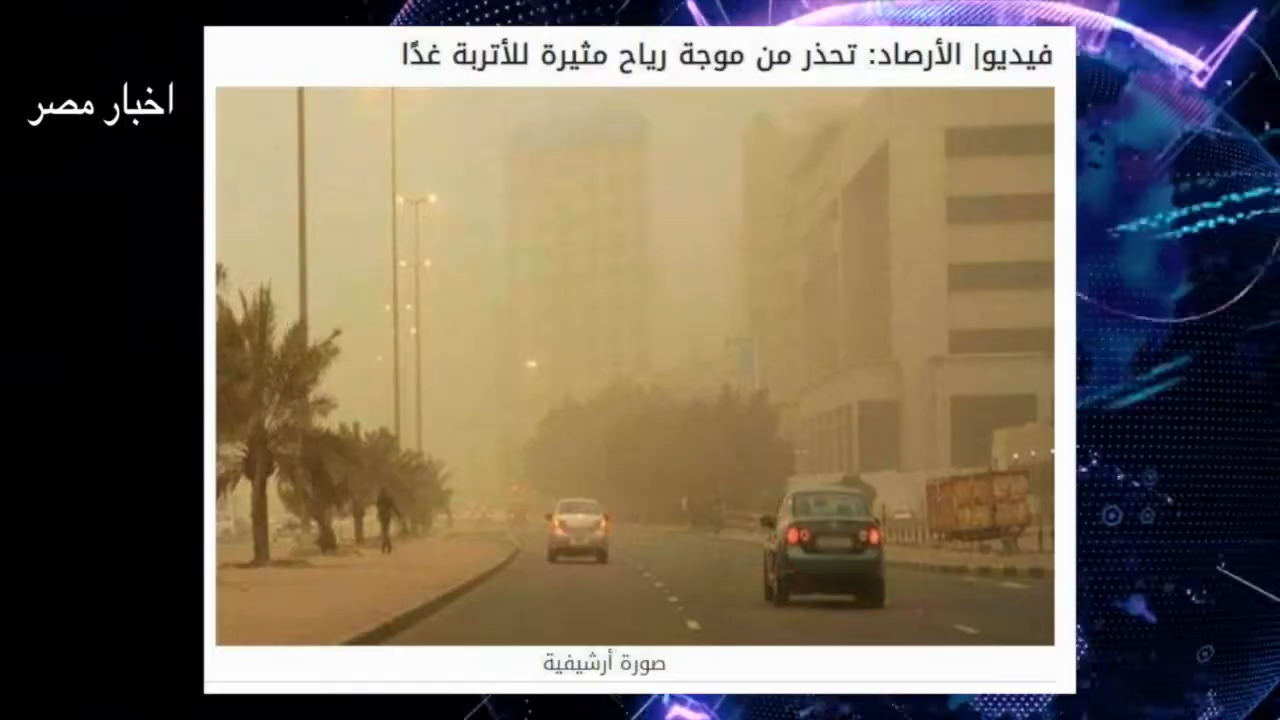 فيديو| الأرصاد: تحذر من موجة رياح مثيرة للأتربة غدًا
اخبار مصر
صورة أرشيفية